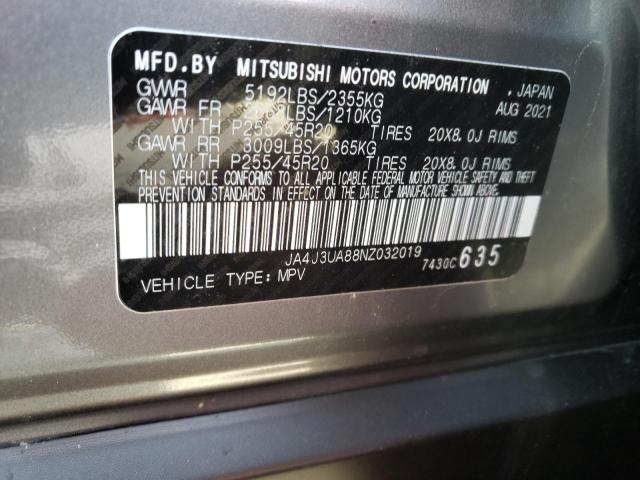 MFD.BY MITSUBISHI MOTORS CORPORATION . JAPAN
GVWR 5192LBS/2355KG AUG 2021
GAWR FR LBS/1210KG
WITH P255/45R20 TIRES 20X8.0J RIMS
GAWR RR 3009LBS/1365KG
WITH P255/45R20 TIRES 20X8.0J RIMS
THIS VEHICLE CONFORMS TO ALL APPLICABLE FEDERAL MOTOR VEHICLE SAFETY AND THEFT
PREVENTION STANDARDS IN EFFECT ON THE DATE OF MANUFACTURE SHOWN ABOVE.
JA4J3UA88NZ032019
7430C635
VEHICLE TYPE: MPV